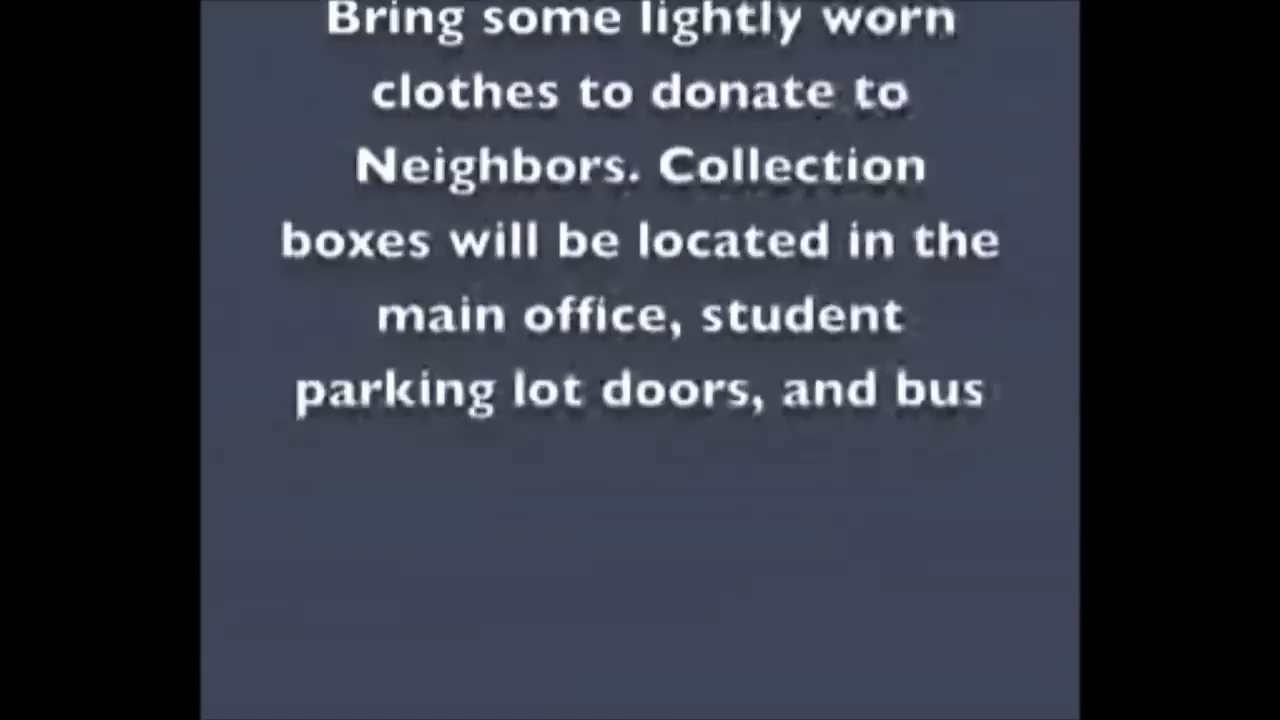 Bring some lightly worn
clothes to donate to
Neighbors. Collection
boxes will be located in the
main office, student
parking lot doors, and bus